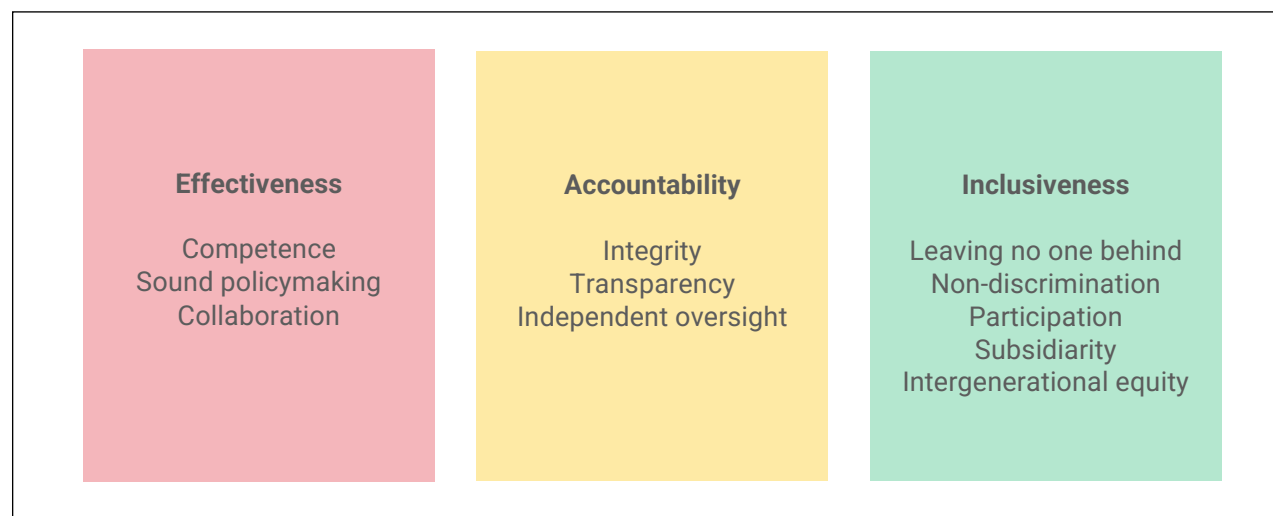 Effectiveness
Competence
Sound policymaking
Collaboration
Accountability
Integrity
Transparency
Independent oversight
Inclusiveness
Leaving no one behind
Non-discrimination
Participation
Subsidiarity
Intergenerational equity